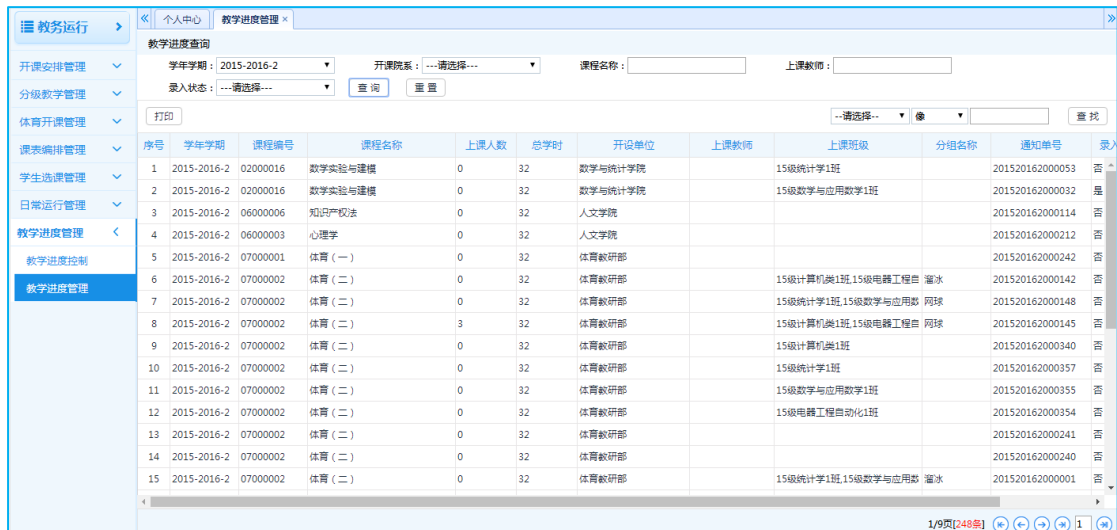 教务运行
个人中心 教学进度管理 ×
教学进度查询
学年学期： 2015-2016-2 开课院系： ---请选择--- 课程名称： 上课教师：
录入状态： ---请选择--- 查 询 重 置
打印 --请选择-- 像 查 找
开课安排管理
分级教学管理
体育开课管理
课表编排管理
学生选课管理
日常运行管理
教学进度管理
教学进度控制
教学进度管理
序号 学年学期 课程编号 课程名称 上课人数 总学时 开设单位 上课教师 上课班级 分组名称 通知单号 录入
1 2015-2016-2 02000016 数学实验与建模 0 32 数学与统计学院 15级统计学1班 201520162000053 否
2 2015-2016-2 02000016 数学实验与建模 0 32 数学与统计学院 15级数学与应用数学1班 201520162000032 是
3 2015-2016-2 06000006 知识产权法 0 32 人文学院 201520162000114 否
4 2015-2016-2 06000003 心理学 0 32 人文学院 201520162000212 否
5 2015-2016-2 07000001 体育（一） 0 32 体育教研部 201520162000242 否
6 2015-2016-2 07000002 体育（二） 0 32 体育教研部 15级计算机类1班,15级电器工程自 溜冰 201520162000142 否
7 2015-2016-2 07000002 体育（二） 0 32 体育教研部 15级统计学1班,15级数学与应用数 网球 201520162000148 否
8 2015-2016-2 07000002 体育（二） 3 32 体育教研部 15级计算机类1班,15级电器工程自 网球 201520162000145 否
9 2015-2016-2 07000002 体育（二） 0 32 体育教研部 15级计算机类1班 201520162000340 否
10 2015-2016-2 07000002 体育（二） 0 32 体育教研部 15级统计学1班 201520162000357 否
11 2015-2016-2 07000002 体育（二） 0 32 体育教研部 15级数学与应用数学1班 201520162000355 否
12 2015-2016-2 07000002 体育（二） 0 32 体育教研部 15级电器工程自动化1班 201520162000354 否
13 2015-2016-2 07000002 体育（二） 0 32 体育教研部 201520162000241 否
14 2015-2016-2 07000002 体育（二） 0 32 体育教研部 201520162000240 否
15 2015-2016-2 07000002 体育（二） 0 32 体育教研部 15级统计学1班,15级数学与应用数 溜冰 201520162000001 否
1/9页[248条] 1